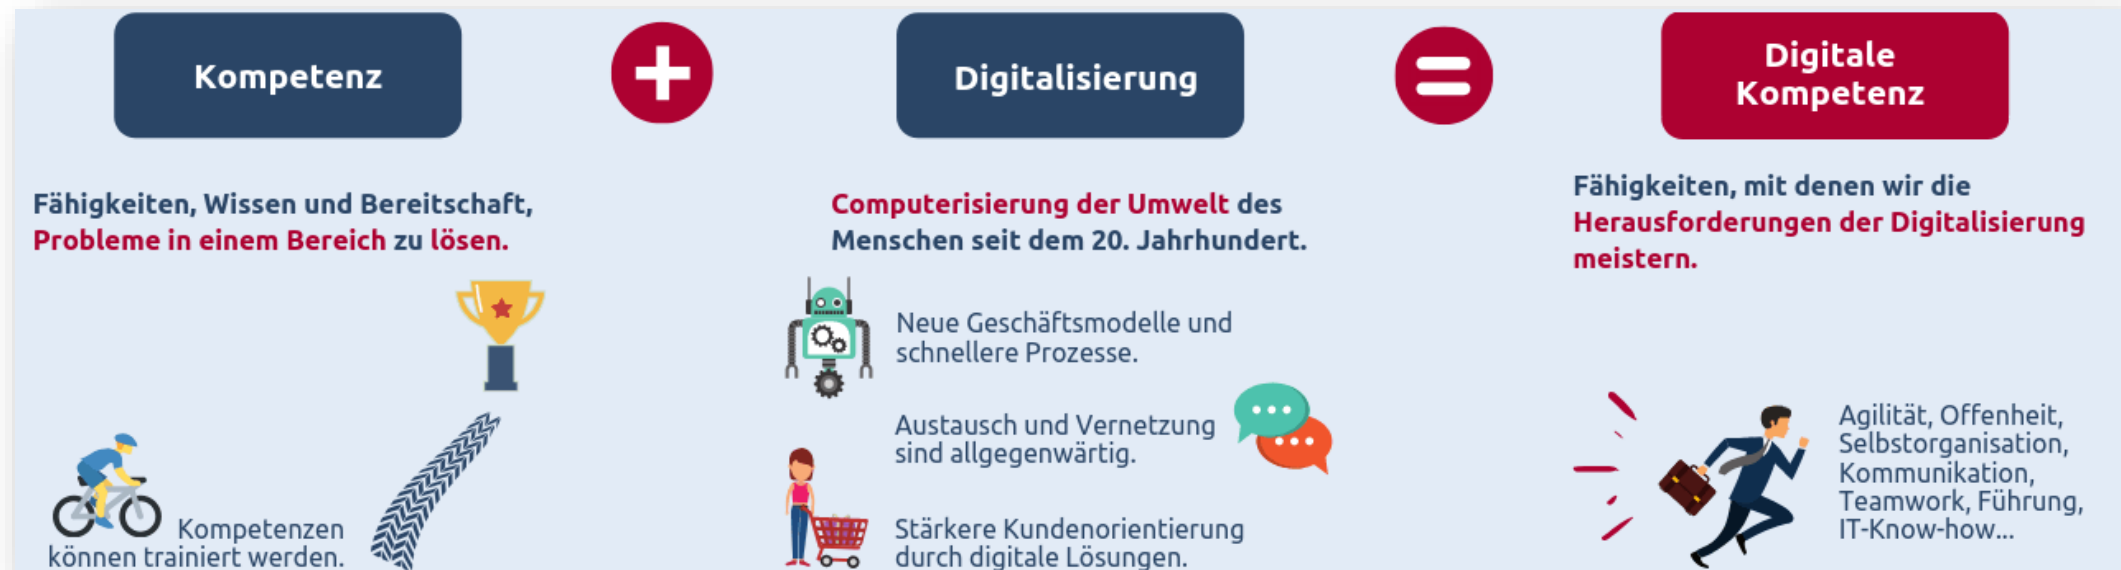 Kompetenz
Digitalisierung
Digitale
Kompetenz
Fähigkeiten, Wissen und Bereitschaft,
Probleme in einem Bereich zu lösen.
Kompetenzen
können trainiert werden.
Computerisierung der Umwelt des
Menschen seit dem 20. Jahrhundert.
Neue Geschäftsmodelle und
schnellere Prozesse.
Austausch und Vernetzung
sind allgegenwärtig.
Stärkere Kundenorientierung
durch digitale Lösungen.
Fähigkeiten, mit denen wir die
Herausforderungen der Digitalisierung
meistern.
Agilität, Offenheit,
Selbstorganisation,
Kommunikation,
Teamwork, Führung,
IT-Know-how...